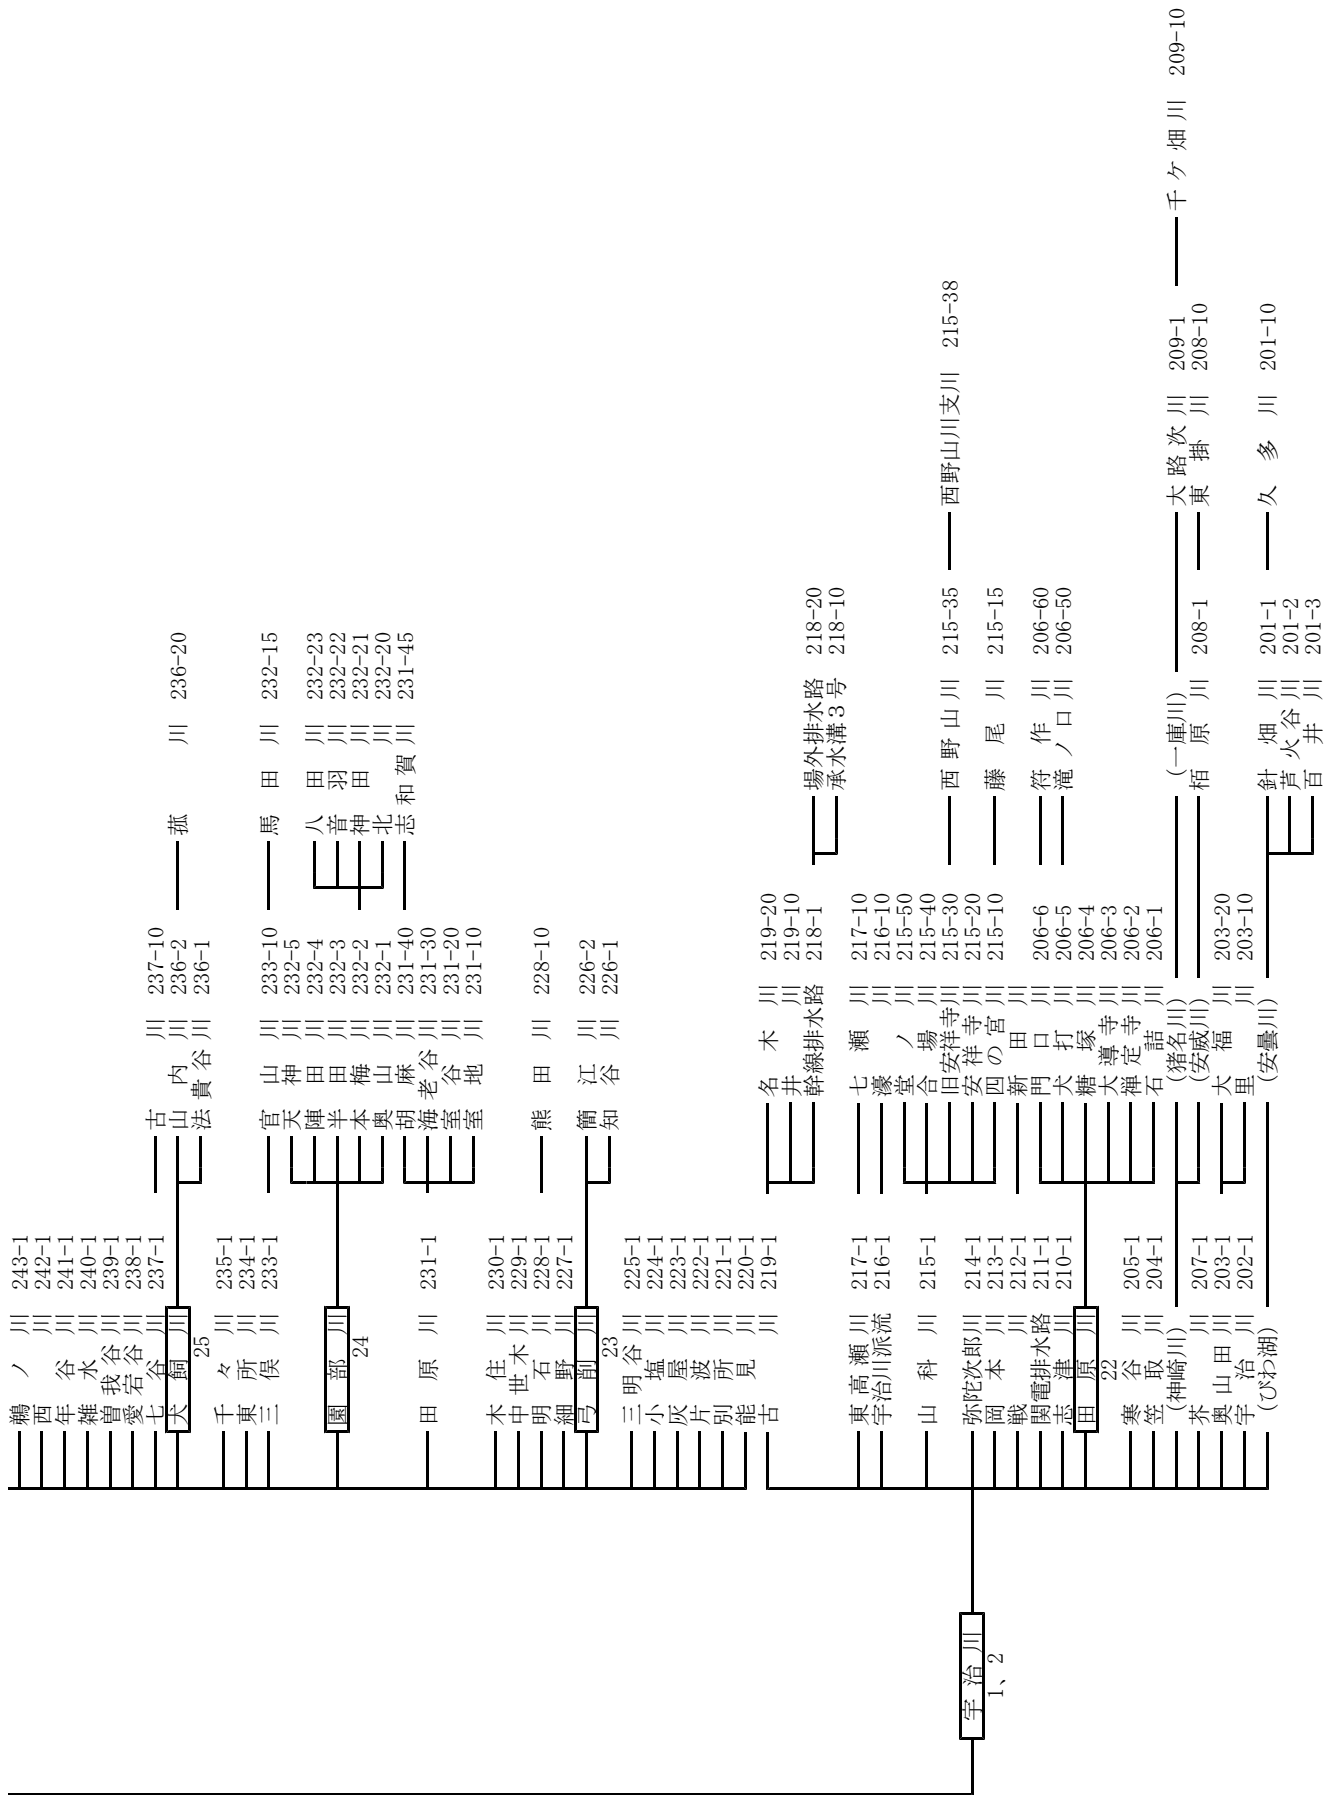 鵜ノ川 243-1
西川 242-1
年谷川 241-1
雑水川 240-1
曽我谷川 239-1
愛宕谷川 238-1
七谷川 237-1 古川 237-10
犬飼川 山内川 236-2 菰川 236-20
25 法貴谷川 236-1
千々川 235-1
東所川 234-1
三俣川 233-1 官山川 233-10 馬田川 232-15
天神川 232-5
陣田川 232-4 八田川 232-23
園部川 半田川 232-3 音羽川 232-22
24 本梅川 232-2 神田川 232-21
奥山川 232-1 北川 232-20
胡麻川 231-40 志和賀川 231-45
田原川 231-1 海老谷川 231-30
室谷川 231-20
室地川 231-10
木住川 230-1
中世木川 229-1
明石川 228-1 熊田川 228-10
細野川 227-1
弓削川 簡江川 226-2
23 知谷川 226-1
三明谷川 225-1
小塩川 224-1
灰屋川 223-1
片波川 222-1
別所川 221-1
能見川 220-1
古川 219-1 名木川 219-20
井川 219-10
幹線排水路 218-1 場外排水路 218-20
承水溝3号 218-10
東高瀬川 217-1 七瀬川 217-10
宇治川派流 216-1 濠川 216-10
堂ノ川 215-50
山科川 215-1 合場川 215-40
旧安祥寺川 215-30 西野山川 215-35 西野山川支川 215-38
宇治川 弥陀次郎川 214-1 安祥寺川 215-20
1、2 岡本川 213-1 四の宮川 215-10 藤尾川 215-15
戦川 212-1 新田川
関電排水路 211-1 門口川 206-6 符作川 206-60
志津川 210-1 犬打川 206-5 滝ノ口川 206-50
田原川 糖塚川 206-4
22 大導寺川 206-3
寒谷川 205-1 禅定寺川 206-2
笠取川 204-1 石詰川 206-1
(神崎川) (猪名川) (一庫川) 大路次川 209-1 千ケ畑川 209-10
芥川 207-1 (安威川) 栢原川 208-1 東掛川 208-10
奥山田川 203-1 大福川 203-20
宇治川 202-1 里川 203-10
(びわ湖) (安曇川) 針畑川 201-1 久多川 201-10
芦火谷川 201-2
百井川 201-3